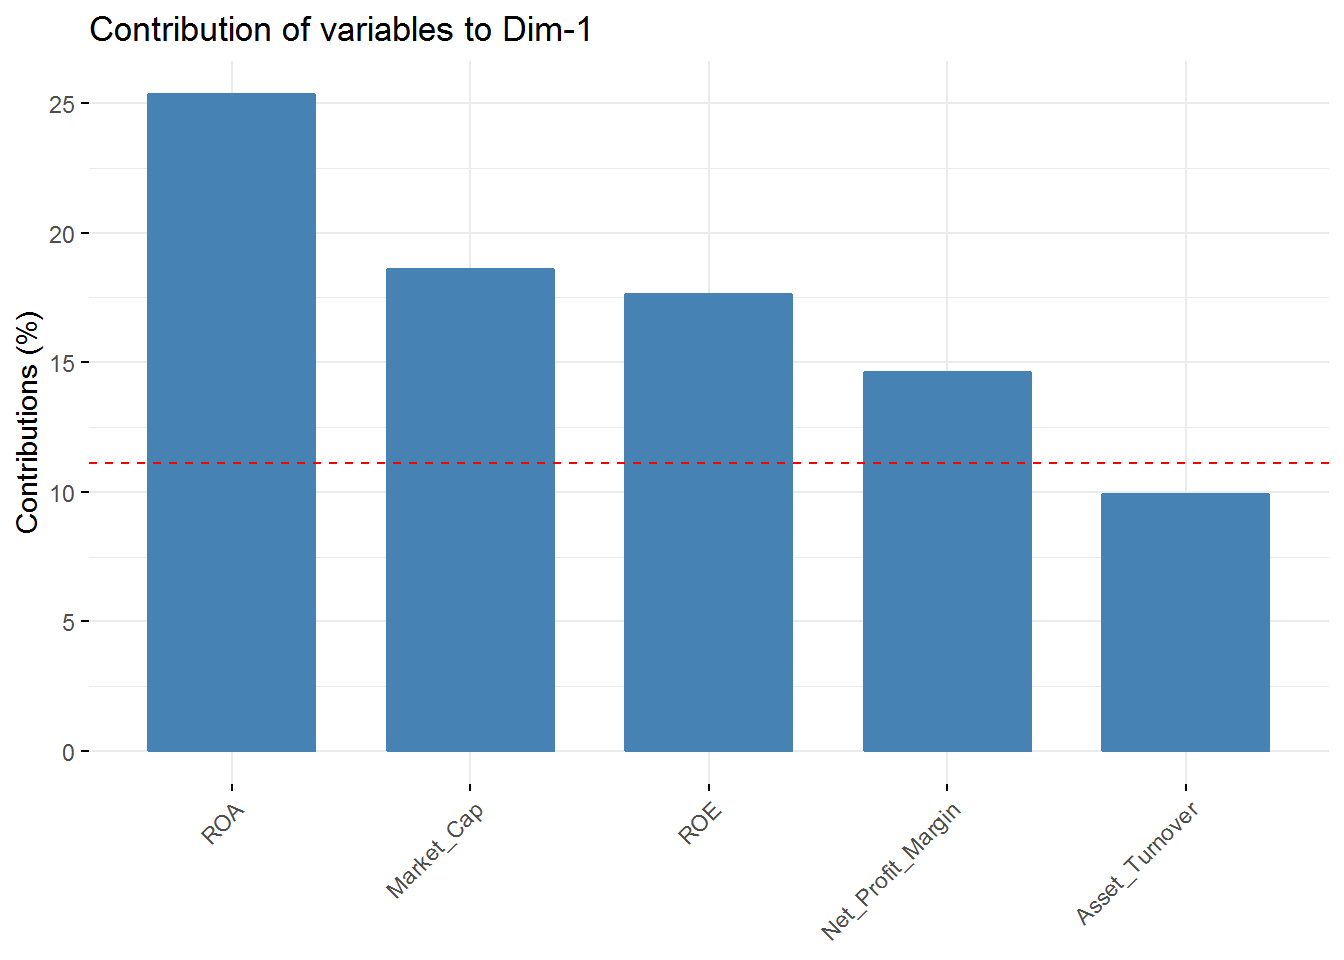 Contribution of variables to Dim-1
Contributions (%)
25
20
15
10
5
0
ROA
Market_Cap
ROE
Net_Profit_Margin
Asset_Turnover